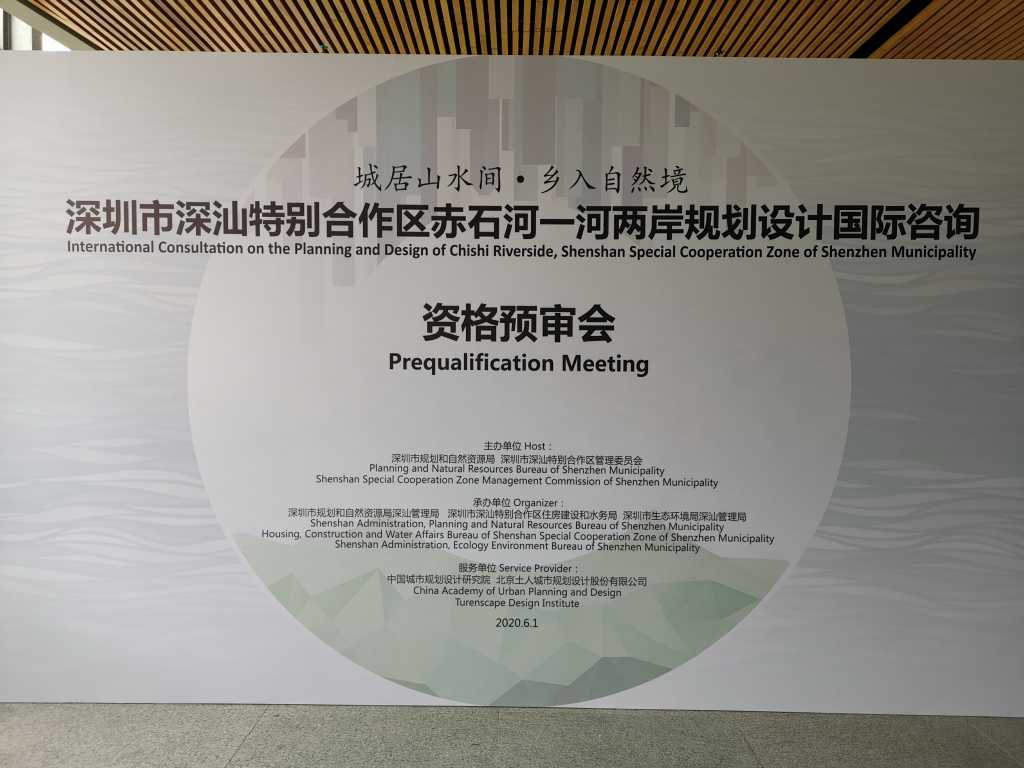 城居山水间·乡入自然境
深圳市深汕特别合作区赤石河一河两岸规划设计国际咨询
International Consultation on the Planning and Design of Chishi Riverside, Shenshan Special Cooperation Zone of Shenzhen Municipality
资格预审会
Prequalification Meeting
主办单位 Host：
深圳市规划和自然资源局 深圳市深汕特别合作区管理委员会
Planning and Natural Resources Bureau of Shenzhen Municipality
Shenshan Special Cooperation Zone Management Commission of Shenzhen Municipality
承办单位 Organizer：
深圳市规划和自然资源局深汕管理局 深圳市深汕特别合作区住房建设和水务局 深圳市生态环境局深汕管理局
Shenshan Administration, Planning and Natural Resources Bureau of Shenzhen Municipality
Housing, Construction and Water Affairs Bureau of Shenshan Special Cooperation Zone of Shenzhen Municipality
Shenshan Administration, Ecology Environment Bureau of Shenzhen Municipality
服务单位 Service Provider：
中国城市规划设计研究院 北京土人城市规划设计股份有限公司
China Academy of Urban Planning and Design
Turenscape Design Institute
2020.6.1